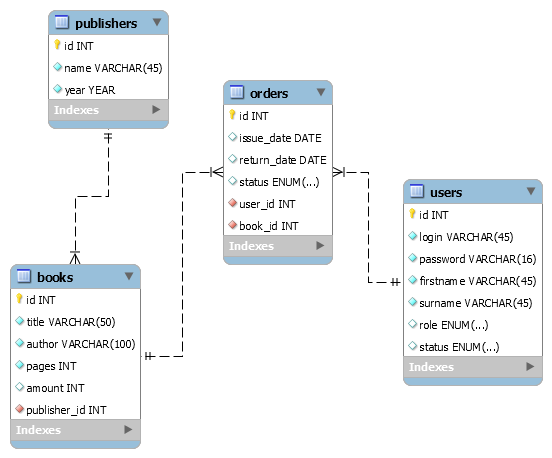 publishers
id INT
name VARCHAR(45)
year YEAR
Indexes
orders
id INT
issue_date DATE
return_date DATE
status ENUM(...)
user_id INT
book_id INT
Indexes
users
id INT
login VARCHAR(45)
password VARCHAR(16)
firstname VARCHAR(45)
surname VARCHAR(45)
role ENUM(...)
status ENUM(...)
Indexes
books
id INT
title VARCHAR(50)
author VARCHAR(100)
pages INT
amount INT
publisher_id INT
Indexes